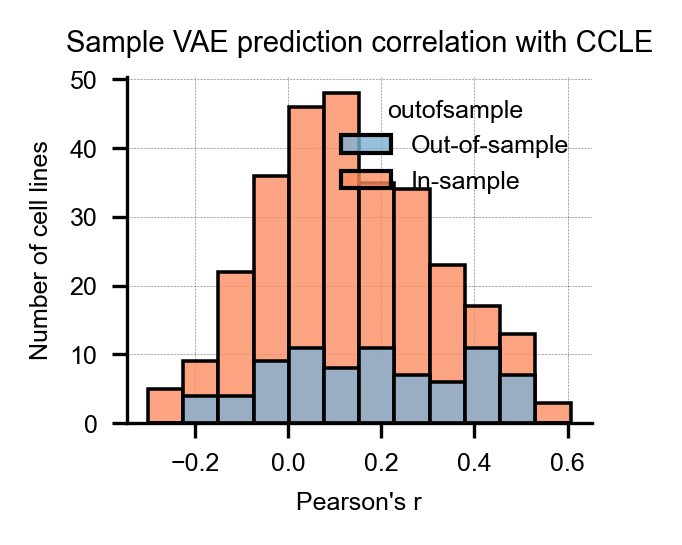 Sample VAE prediction correlation with CCLE
50
40
30
20
10
0
Number of cell lines
outofsample
Out-of-sample
In-sample
−0.2
0.0
0.2
0.4
0.6
Pearson's r